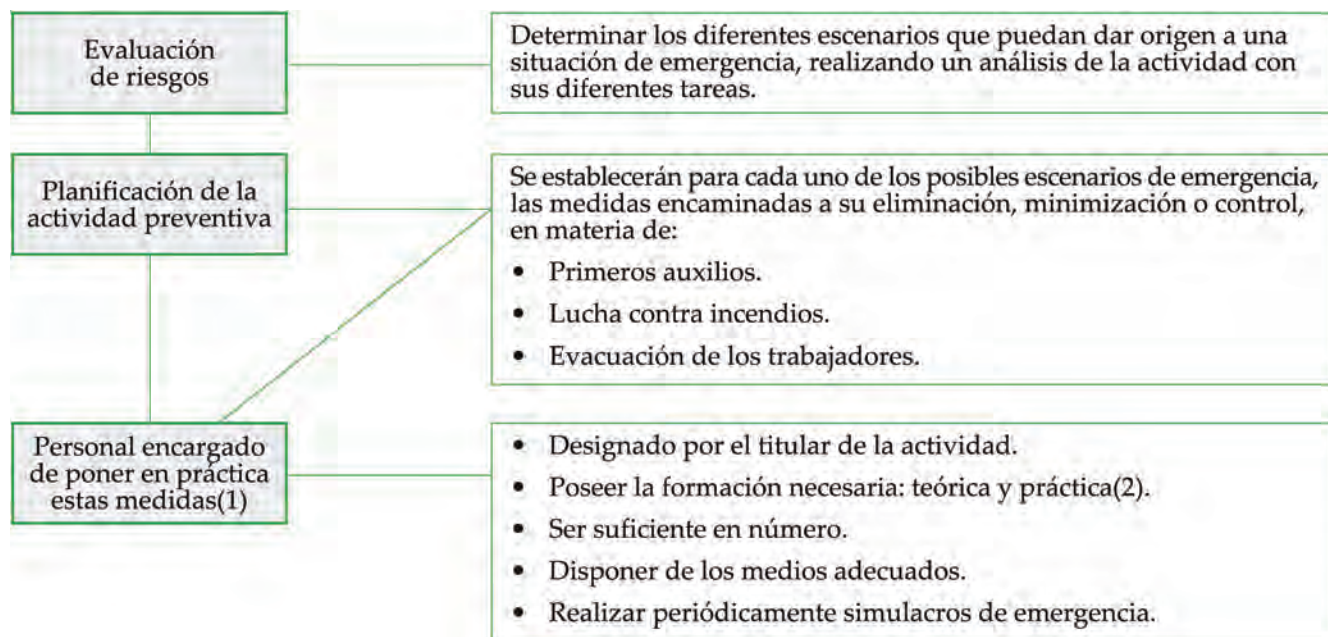 Evaluación
de riesgos
Determinar los diferentes escenarios que puedan dar origen a una
situación de emergencia, realizando un análisis de la actividad con
sus diferentes tareas.
Planificación de la
actividad preventiva
Se establecerán para cada uno de los posibles escenarios de emergencia,
las medidas encaminadas a su eliminación, minimización o control,
en materia de:
• Primeros auxilios.
• Lucha contra incendios.
• Evacuación de los trabajadores.
Personal encargado
de poner en práctica
estas medidas(1)
• Designado por el titular de la actividad.
• Poseer la formación necesaria: teórica y práctica(2).
• Ser suficiente en número.
• Disponer de los medios adecuados.
• Realizar periódicamente simulacros de emergencia.